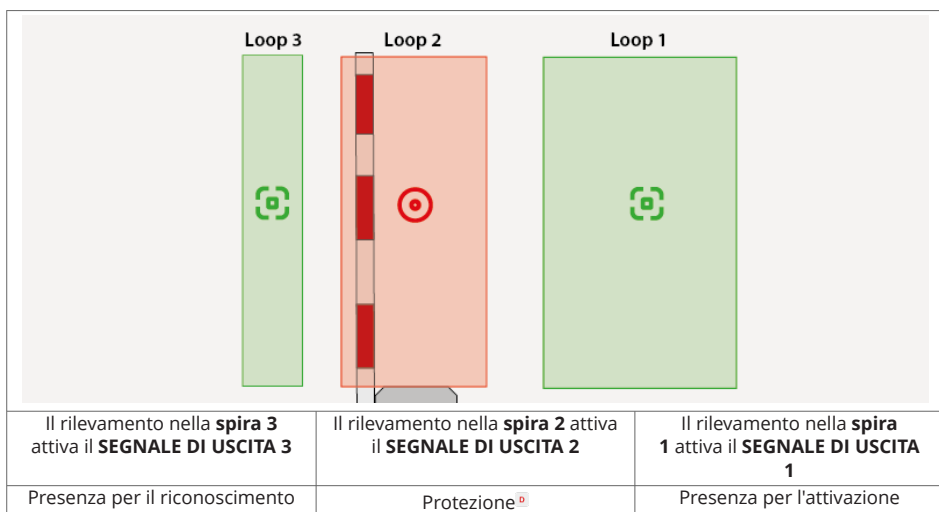 Loop 3
Loop 2
Loop 1
Il rilevamento nella spira 3
attiva il SEGNALE DI USCITA 3
Il rilevamento nella spira 2 attiva
il SEGNALE DI USCITA 2
Il rilevamento nella spira
1 attiva il SEGNALE DI USCITA
1
Presenza per il riconoscimento
Protezione D
Presenza per l'attivazione